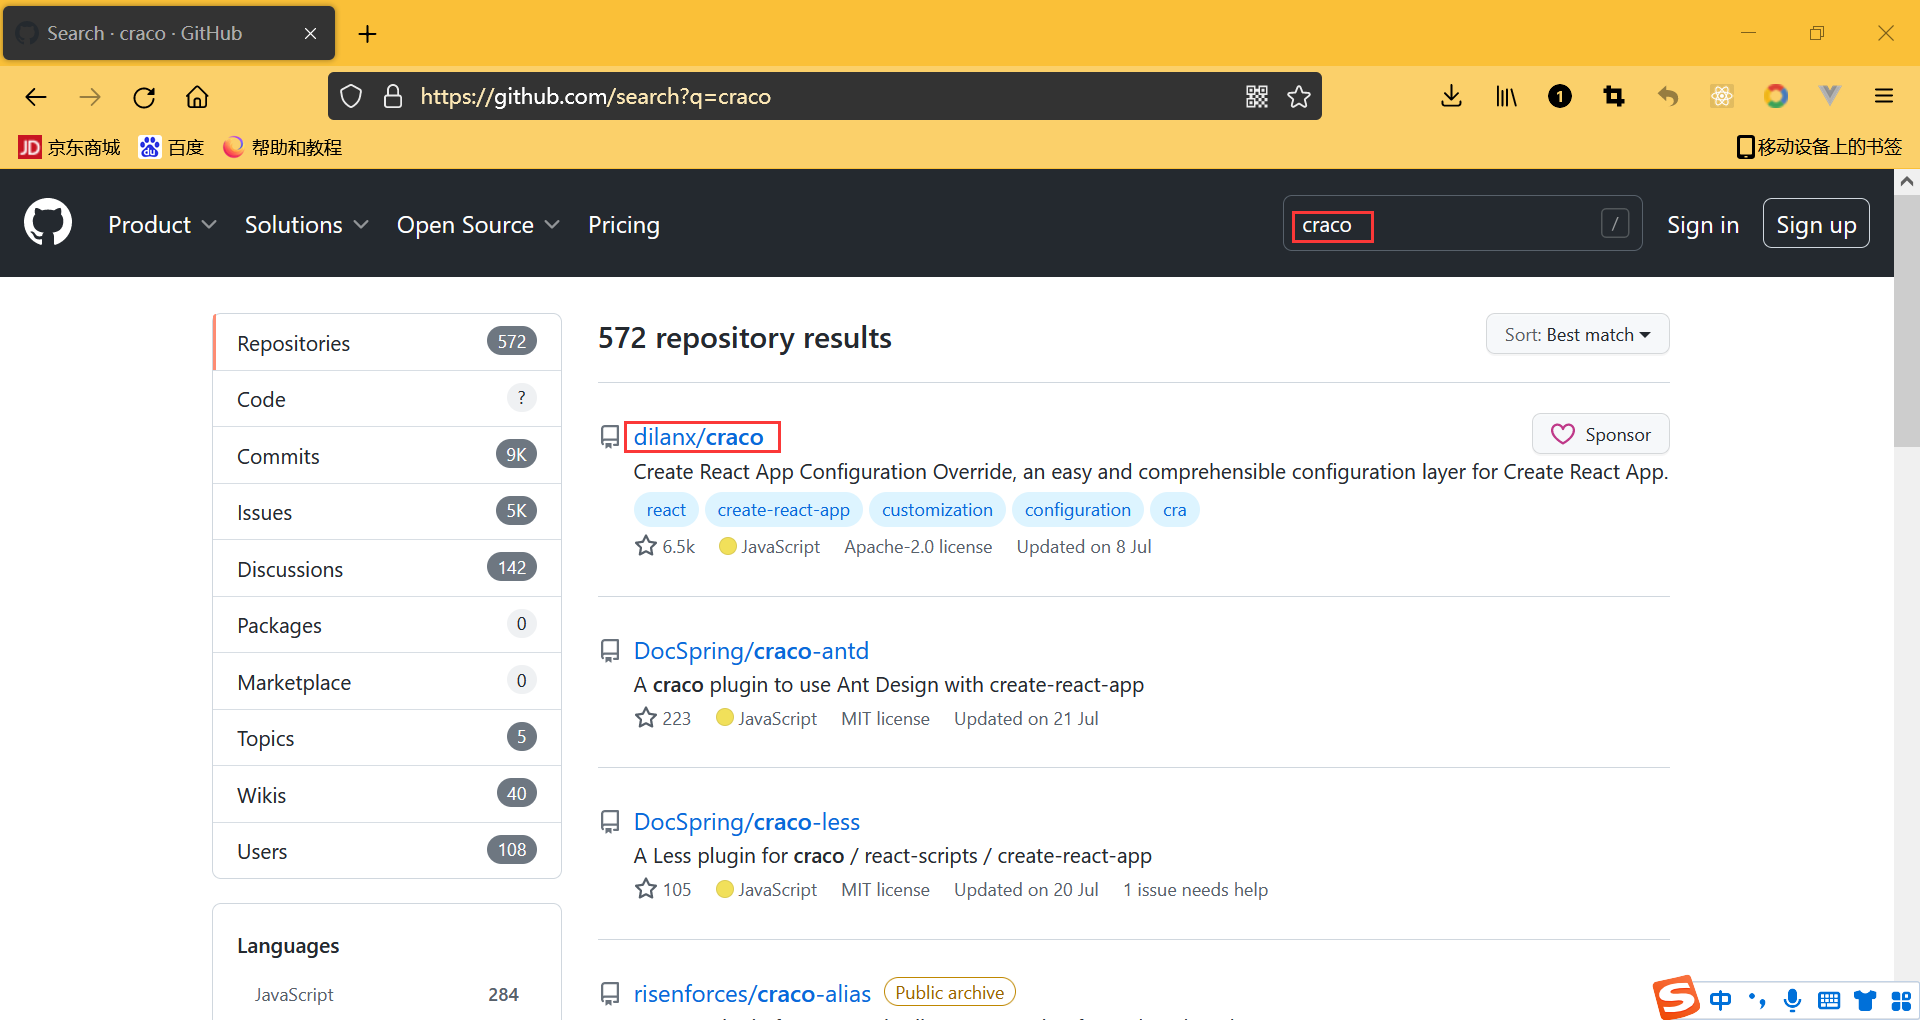 Search · craco · GitHub
https://github.com/search?q=craco
1
JD 京东商城 du 百度 帮助和教程
移动设备上的书签
Product Solutions Open Source Pricing
craco /
Sign in Sign up
Repositories 572
Code ?
Commits 9K
Issues 5K
Discussions 142
Packages 0
Marketplace 0
Topics 5
Wikis 40
Users 108
Languages
JavaScript 284
572 repository results
Sort: Best match
dilanx/craco
Sponsor
Create React App Configuration Override, an easy and comprehensible configuration layer for Create React App.
react create-react-app customization configuration cra
6.5k JavaScript Apache-2.0 license Updated on 8 Jul
DocSpring/craco-antd
A craco plugin to use Ant Design with create-react-app
223 JavaScript MIT license Updated on 21 Jul
DocSpring/craco-less
A Less plugin for craco / react-scripts / create-react-app
105 JavaScript MIT license Updated on 20 Jul 1 issue needs help
risenforces/craco-alias Public archive
S 中